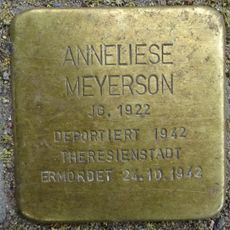 ANNELIESE
MEYERSON
JG. 1922
DEPORTIERT 1942
THERESIENSTADT
ERMORDET 24.10.1942